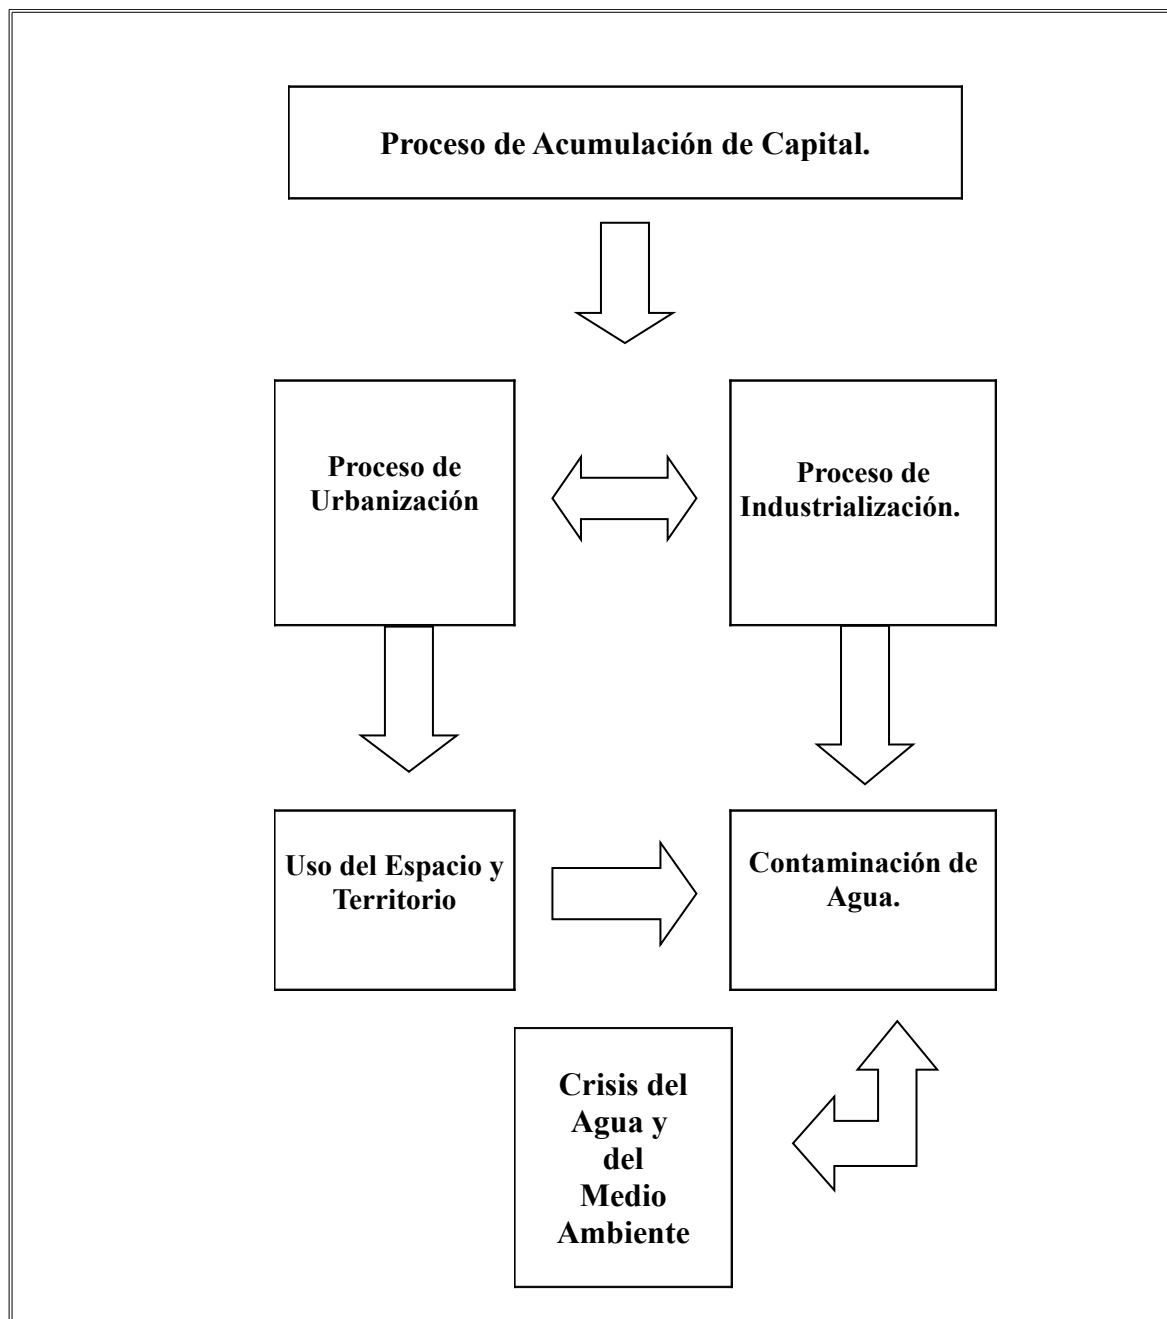 Proceso de Acumulación de Capital.
Proceso de
Urbanización
Proceso de
Industrialización.
Uso del Espacio y
Territorio
Contaminación de
Agua.
Crisis del
Agua y
del
Medio
Ambiente